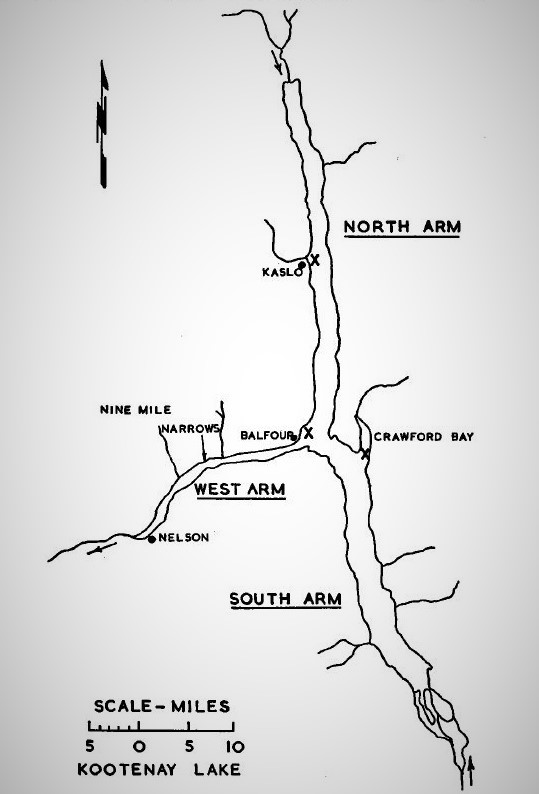 N
NORTH ARM
X
KASLO
NINE MILE
NARROWS
BALFOUR
X
CRAWFORD BAY
X
WEST ARM
NELSON
SOUTH ARM
SCALE-MILES
5 0 5 10
KOOTENAY LAKE